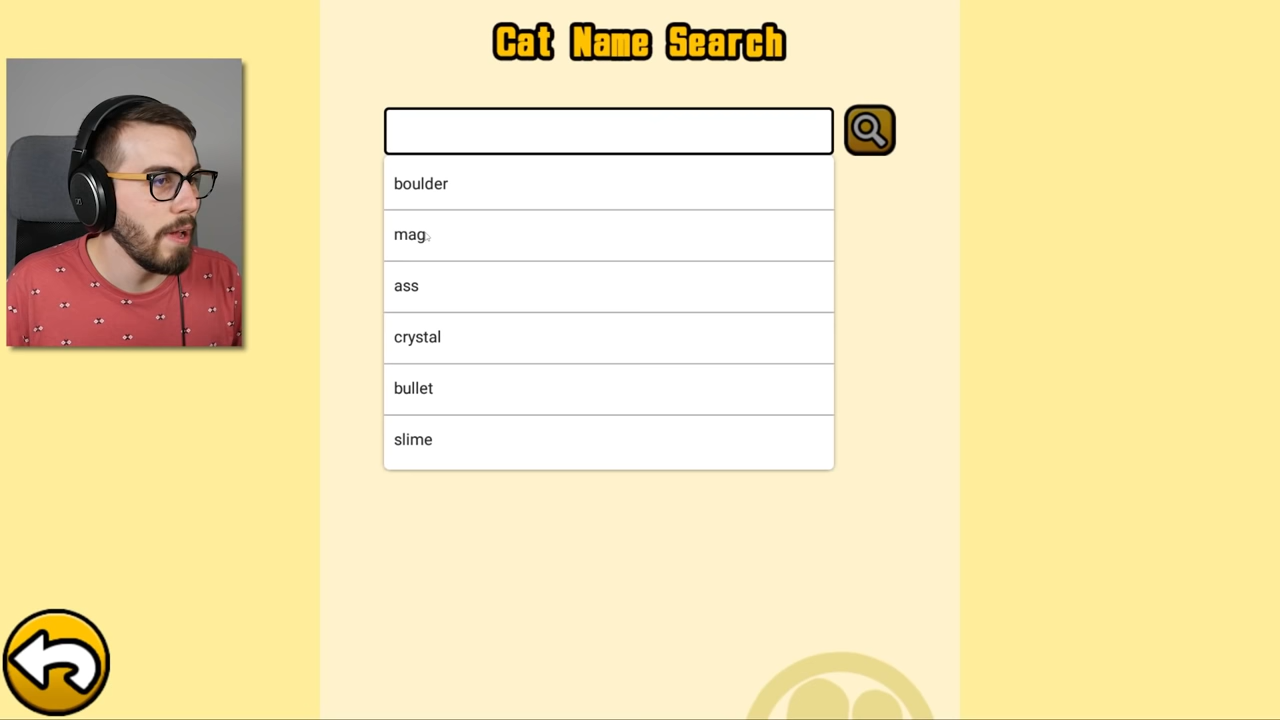 Cat Name Search
boulder
mag
ass
crystal
bullet
slime